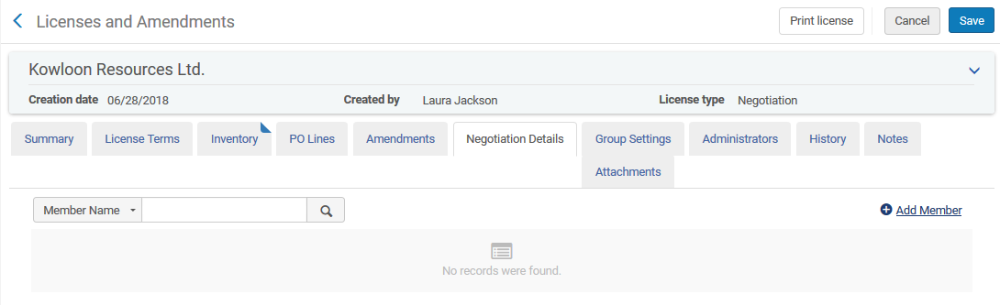 Licenses and Amendments
Print license Cancel Save
Kowloon Resources Ltd.
Creation date 06/28/2018 Created by Laura Jackson License type Negotiation
Summary License Terms Inventory PO Lines Amendments Negotiation Details Group Settings Administrators History Notes
Attachments
Member Name Add Member
No records were found.